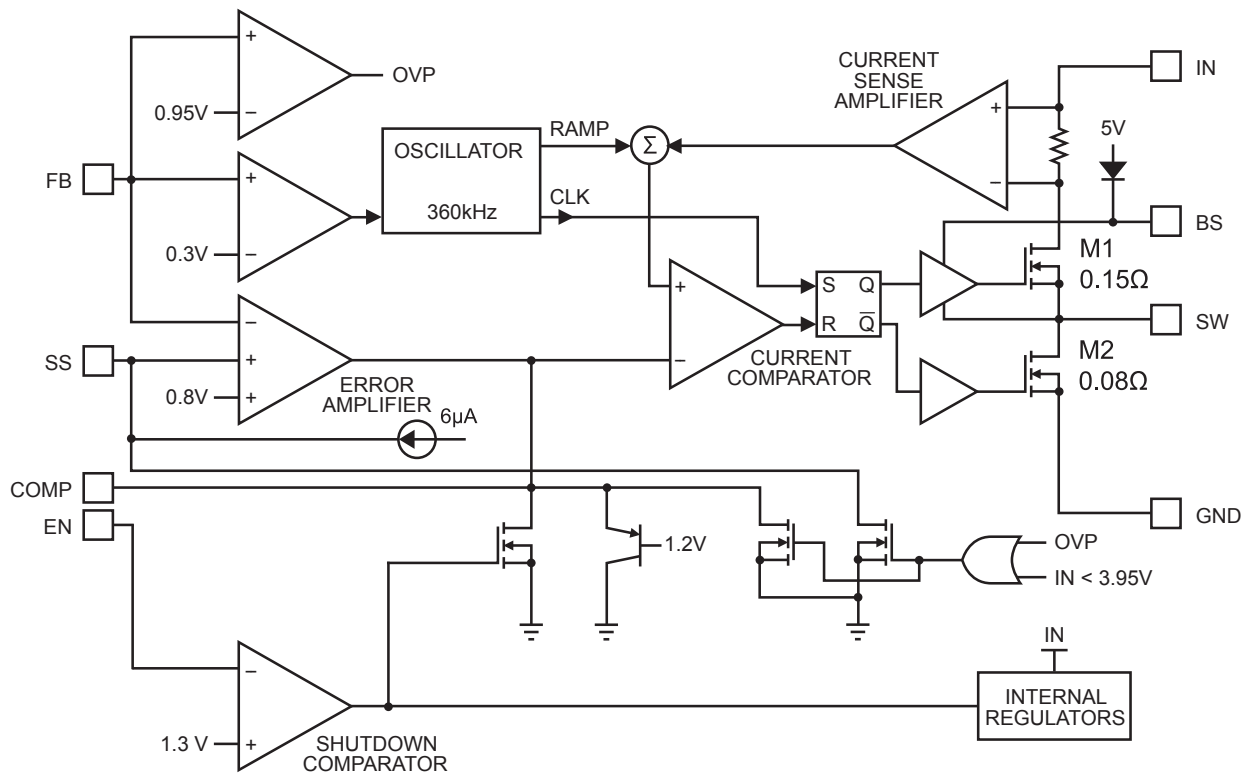 +
OVP
0.95V
−
CURRENT
SENSE
AMPLIFIER
IN
+
−
5V
RAMP
OSCILLATOR
360kHz
Σ
CLK
FB
+
0.3V
−
BS
M1
0.15Ω
S Q
R Q̅
+
−
CURRENT
COMPARATOR
SW
M2
0.08Ω
SS
−
+
0.8V
+
ERROR
AMPLIFIER
6µA
COMP
EN
1.2V
GND
OVP
IN < 3.95V
−
1.3 V
+
SHUTDOWN
COMPARATOR
IN
INTERNAL
REGULATORS